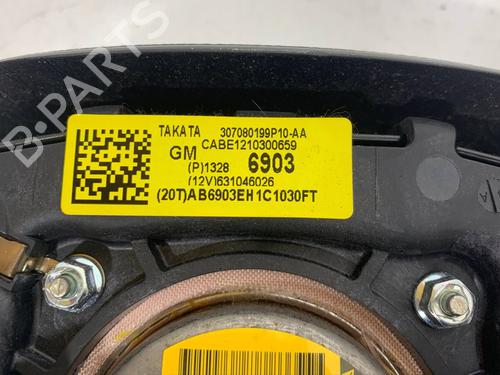 TAKATA 307080199P10-AA
CABE1210300659
GM
(P)1328 6903
(12V)631046026
(20T)AB6903EH1C1030FT
B-PARTS